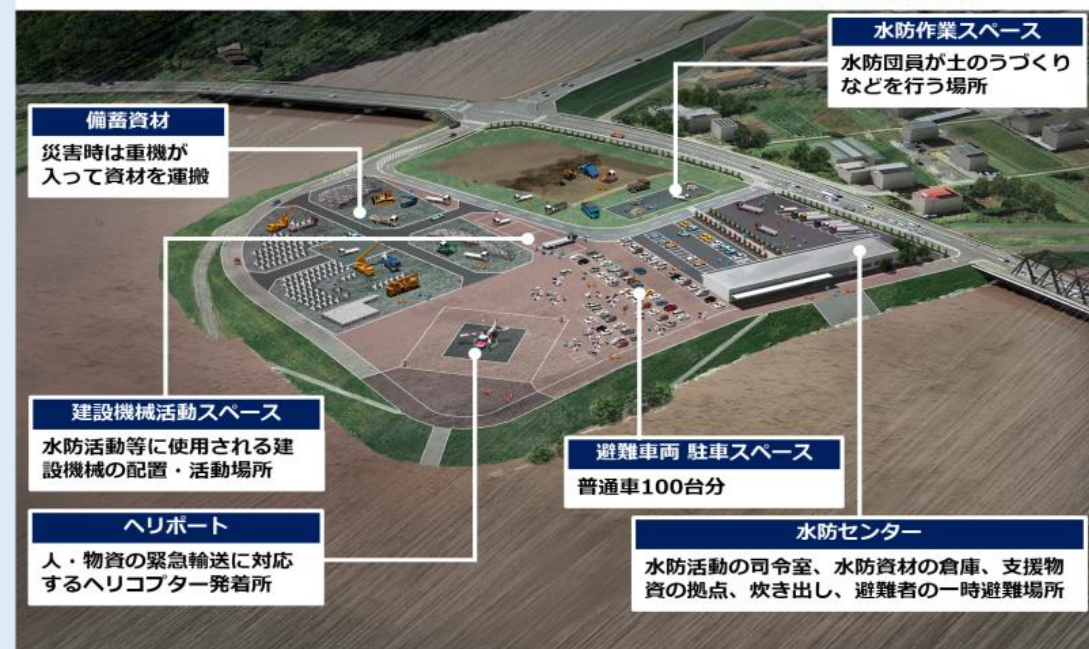 水防作業スペース
水防団員が土のうづくり
などを行う場所
備蓄資材
災害時は重機が
入って資材を運搬
建設機械活動スペース
水防活動等に使用される建
設機械の配置・活動場所
避難車両 駐車スペース
普通車100台分
ヘリポート
人・物資の緊急輸送に対応
するヘリコプター発着所
水防センター
水防活動の司令室、水防資材の倉庫、支援物
資の拠点、炊き出し、避難者の一時避難場所